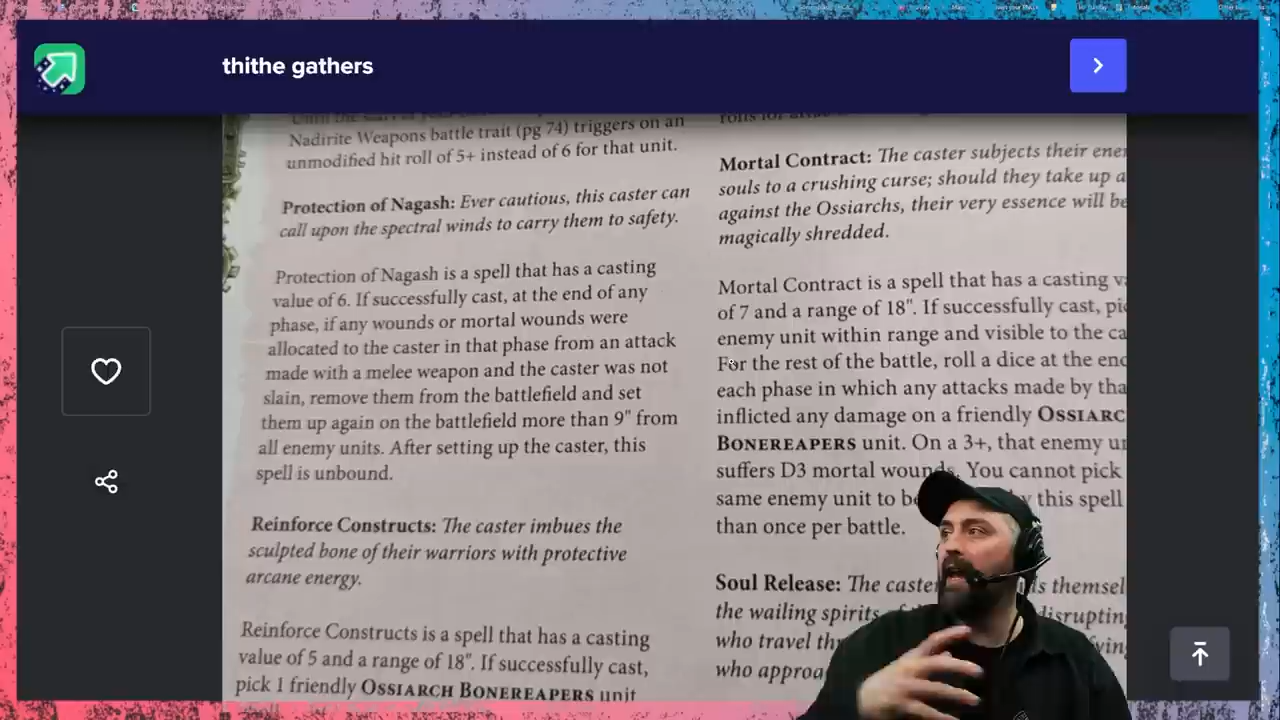 thithe gathers
Nadirite Weapons battle trait (pg 74) triggers on an
unmodified hit roll of 5+ instead of 6 for that unit.
Protection of Nagash: Ever cautious, this caster can
call upon the spectral winds to carry them to safety.
Protection of Nagash is a spell that has a casting
value of 6. If successfully cast, at the end of any
phase, if any wounds or mortal wounds were
allocated to the caster in that phase from an attack
made with a melee weapon and the caster was not
slain, remove them from the battlefield and set
them up again on the battlefield more than 9" from
all enemy units. After setting up the caster, this
spell is unbound.
Reinforce Constructs: The caster imbues the
sculpted bone of their warriors with protective
arcane energy.
Reinforce Constructs is a spell that has a casting
value of 5 and a range of 18". If successfully cast,
pick 1 friendly OSSIARCH BONEREAPERS unit
Mortal Contract: The caster subjects their
souls to a crushing curse; should they take up
against the Ossiarchs, their very essence will
magically shredded.
Mortal Contract is a spell that has a casting
of 7 and a range of 18". If successfully cast,
enemy unit within range and visible to the
For the rest of the battle, roll a dice at the
each phase in which any attacks made by
inflicted any damage on a friendly
BONEREAPERS unit. On a 3+, that enemy
suffers D3 mortal wounds. You cannot pick
same enemy unit to by this spell
than once per battle.
Soul Release: The
the wailing spirits
who travel
who